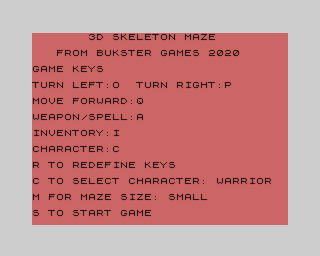 3D SKELETON MAZE
FROM BUKSTER GAMES 2020
GAME KEYS
TURN LEFT:O TURN RIGHT:P
MOVE FORWARD:Q
WEAPON/SPELL:A
INVENTORY:I
CHARACTER:C
R TO REDEFINE KEYS
C TO SELECT CHARACTER: WARRIOR
M FOR MAZE SIZE: SMALL
S TO START GAME